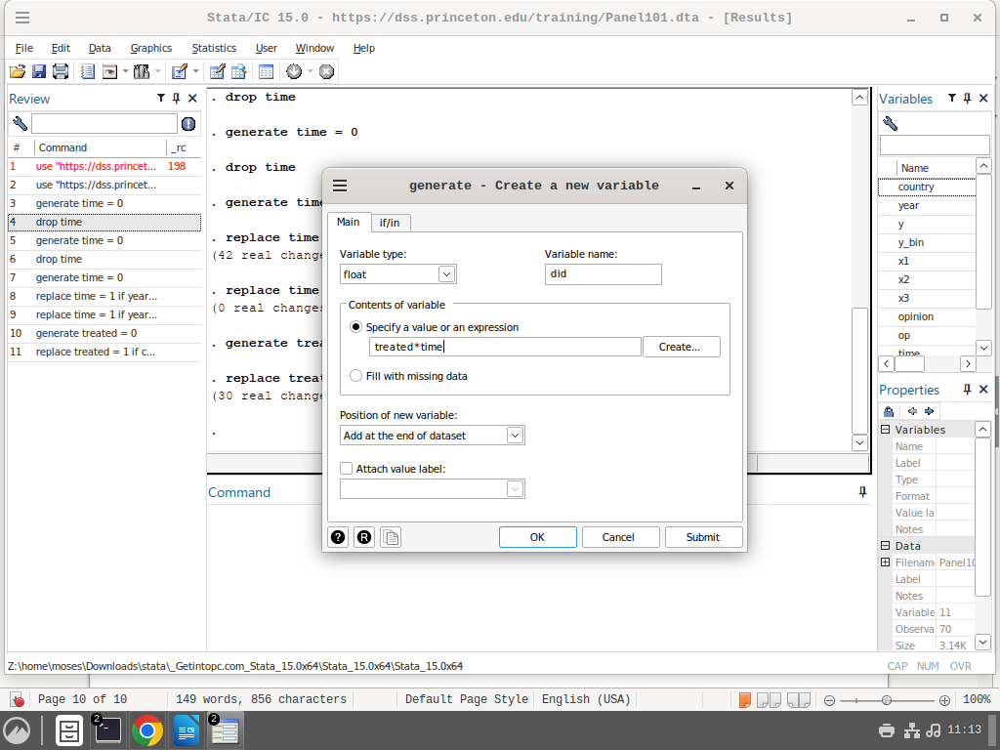 Stata/IC 15.0 - https://dss.princeton.edu/training/Panel101.dta - [Results]
File Edit Data Graphics Statistics User Window Help
Review
# Command _rc
1 use "https://dss.princet... 198
2 use "https://dss.princet...
3 generate time = 0
4 drop time
5 generate time = 0
6 drop time
7 generate time = 0
8 replace time = 1 if year...
9 replace time = 1 if year...
10 generate treated = 0
11 replace treated = 1 if c...
. drop time
. generate time = 0
. drop time
. generate time
. replace time
(42 real change
. replace time
(0 real changes
. generate trea
. replace treat
(30 real change
.
Command
generate - Create a new variable
Main if/in
Variable type: Variable name:
float did
Contents of variable
Specify a value or an expression
treated*time Create...
Fill with missing data
Position of new variable:
Add at the end of dataset
Attach value label:
? R OK Cancel Submit
Variables
Name
country
year
y
y_bin
x1
x2
x3
opinion
op
time
Properties
Variables
Name
Label
Type
Format
Value la
Notes
Data
Filenam Panel10
Label
Notes
Variable 11
Observa 70
Size 3.14K
Z:\home\moses\Downloads\stata\_Getintopc.com_Stata_15.0x64\Stata_15.0x64\Stata_15.0x64 CAP NUM OVR
Page 10 of 10 149 words, 856 characters Default Page Style English (USA) 100%
2 2 11:13